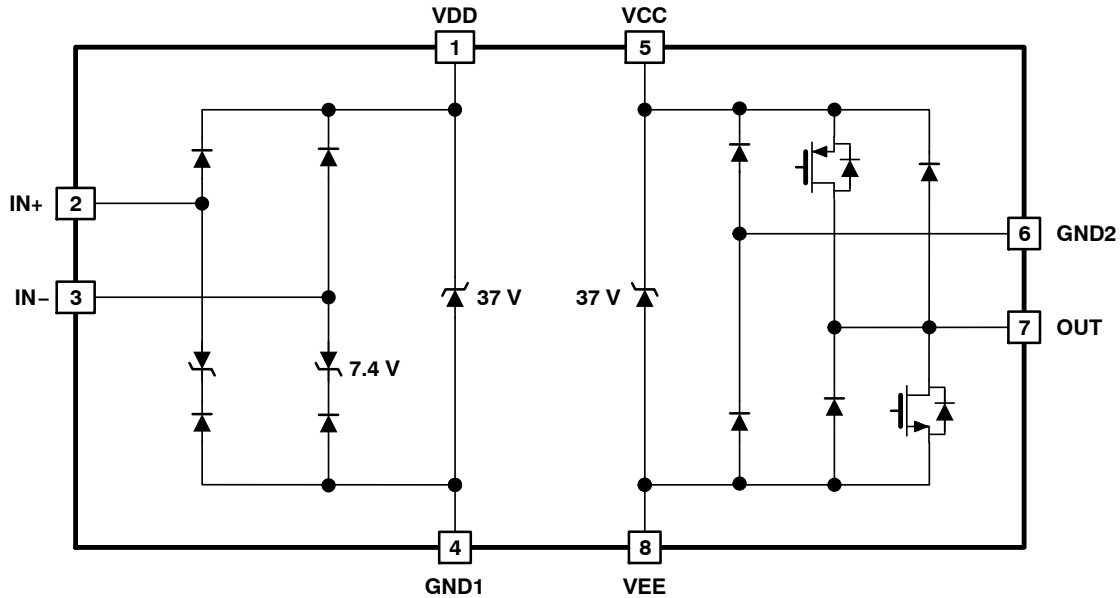 VDD VCC
1 5
IN+ 2
6 GND2
IN− 3
37 V 37 V
7 OUT
7.4 V
4 8
GND1 VEE